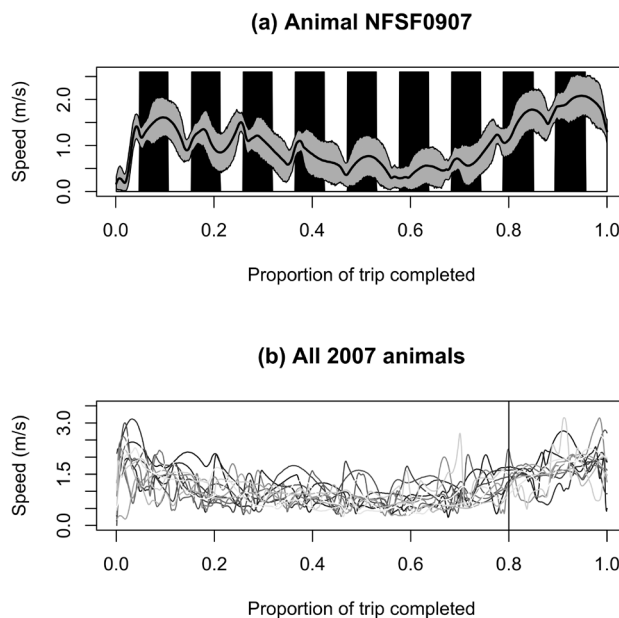 (a) Animal NFSF0907
Speed (m/s)
0.0 1.0 2.0
0.0 0.2 0.4 0.6 0.8 1.0
Proportion of trip completed
(b) All 2007 animals
Speed (m/s)
0.0 1.5 3.0
0.0 0.2 0.4 0.6 0.8 1.0
Proportion of trip completed